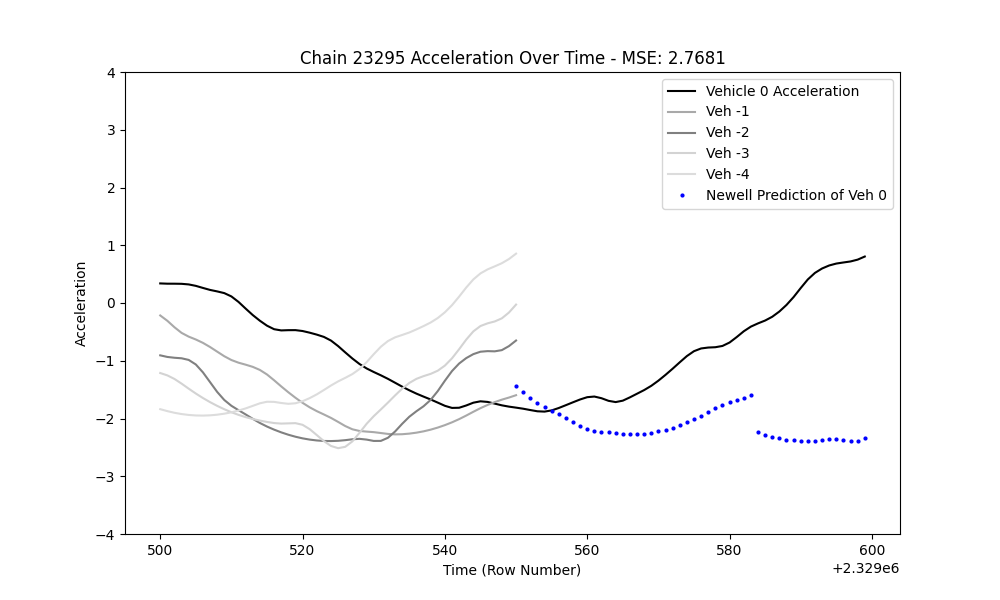 Chain 23295 Acceleration Over Time - MSE: 2.7681
4
3
2
1
0
−1
−2
−3
−4
Acceleration
Vehicle 0 Acceleration
Veh -1
Veh -2
Veh -3
Veh -4
Newell Prediction of Veh 0
500
520
540
560
580
600
+2.329e6
Time (Row Number)